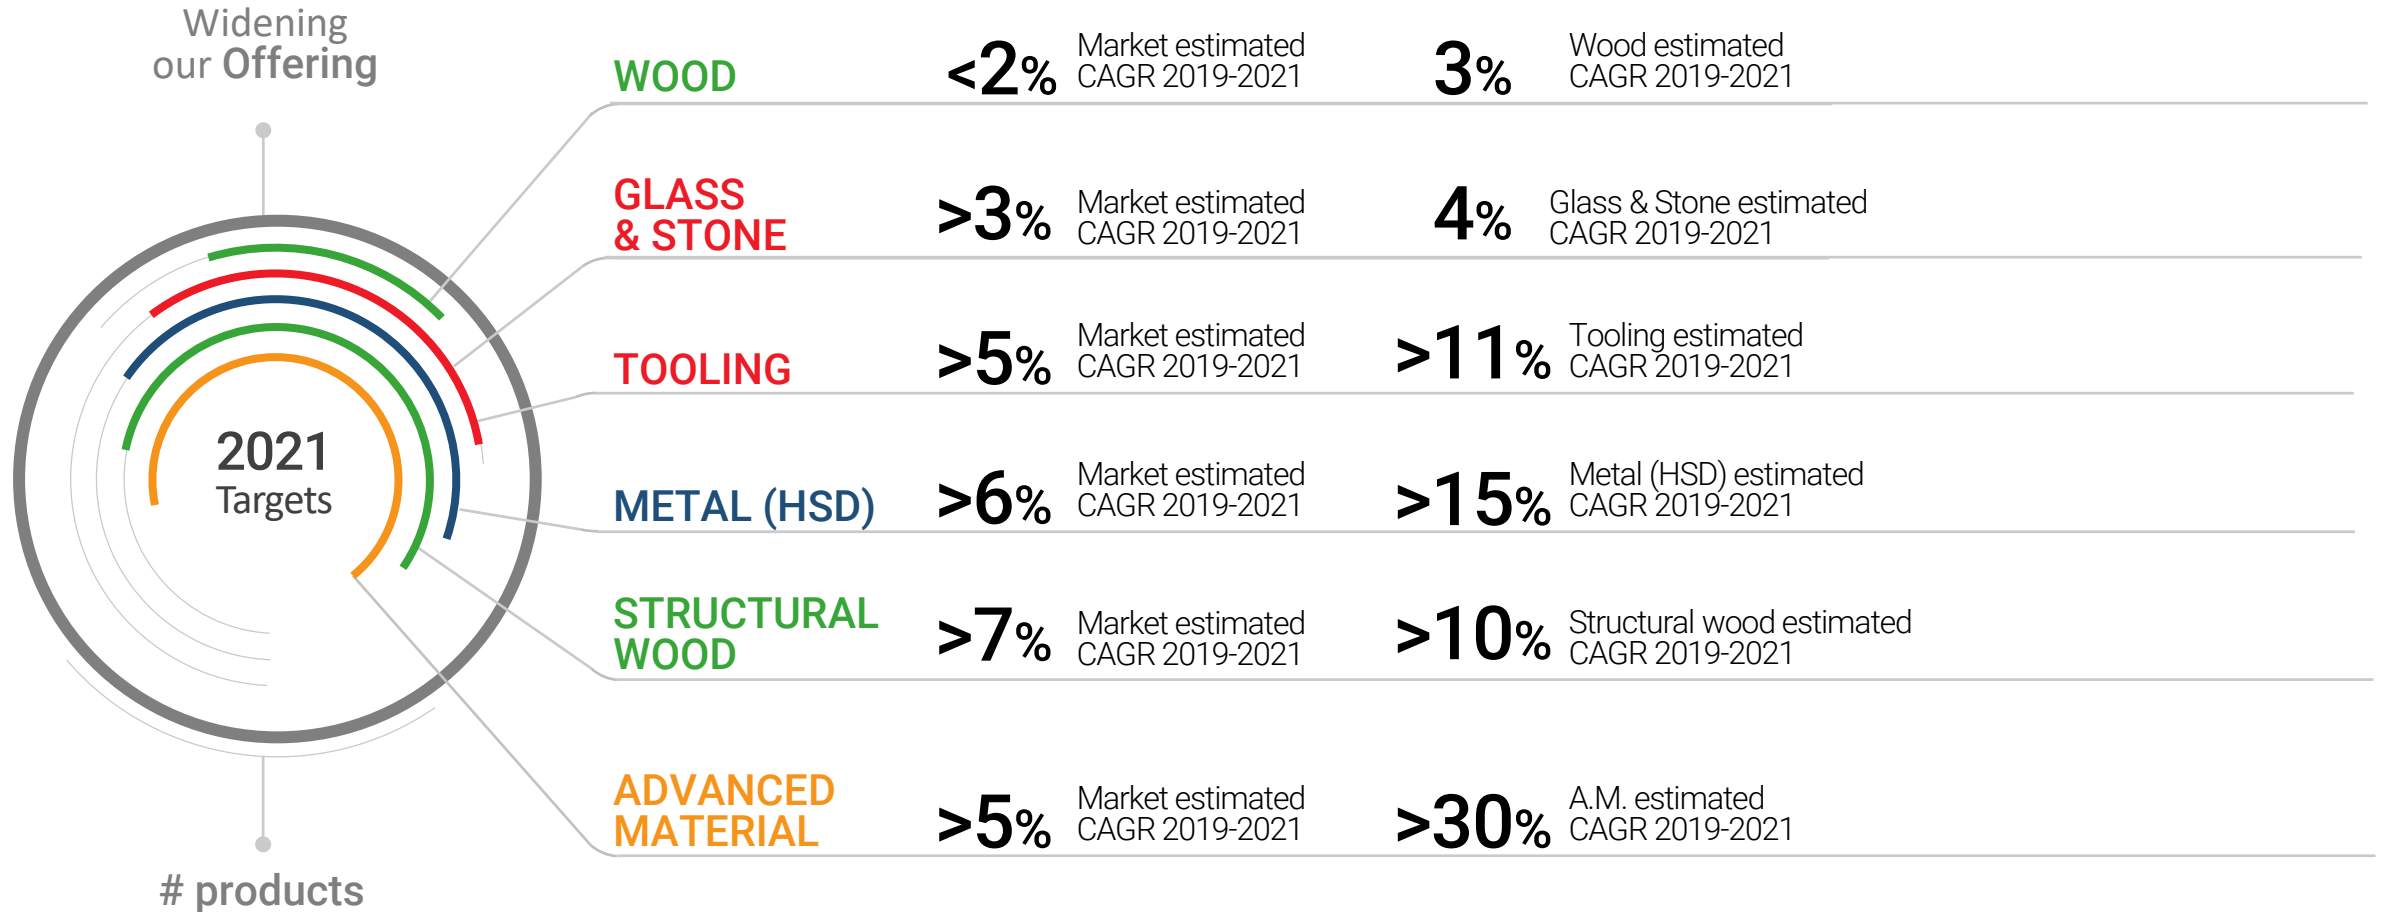 Widening
our Offering
WOOD
<2%
Market estimated
CAGR 2019-2021
3%
Wood estimated
CAGR 2019-2021
GLASS
& STONE
>3%
Market estimated
CAGR 2019-2021
4%
Glass & Stone estimated
CAGR 2019-2021
TOOLING
>5%
Market estimated
CAGR 2019-2021
>11%
Tooling estimated
CAGR 2019-2021
2021
Targets
METAL (HSD)
>6%
Market estimated
CAGR 2019-2021
>15%
Metal (HSD) estimated
CAGR 2019-2021
STRUCTURAL
WOOD
>7%
Market estimated
CAGR 2019-2021
>10%
Structural wood estimated
CAGR 2019-2021
ADVANCED
MATERIAL
>5%
Market estimated
CAGR 2019-2021
>30%
A.M. estimated
CAGR 2019-2021
# products